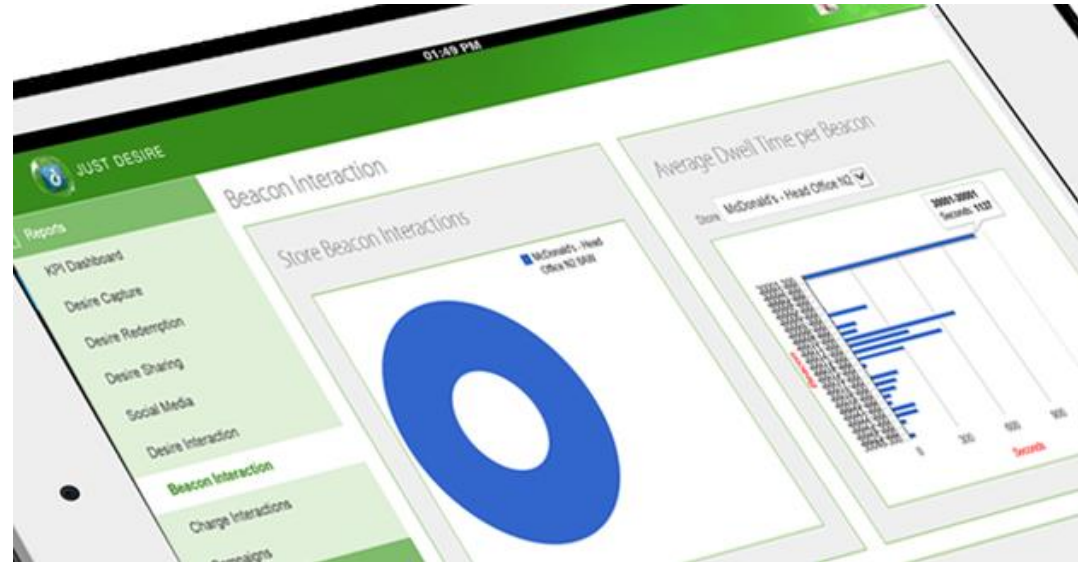 01:49 PM
JUST DESIRE
Reports
KPI Dashboard
Desire Capture
Desire Redemption
Desire Sharing
Social Media
Desire Interaction
Beacon Interaction
Charge Interactions
Campaigns
Beacon Interaction
Store Beacon Interactions
McDonald's - Head
Office N2 8AW
Average Dwell Time per Beacon
Store McDonald's - Head Office N2
30001-30001
Seconds: 1137
0
300
600
900
Seconds